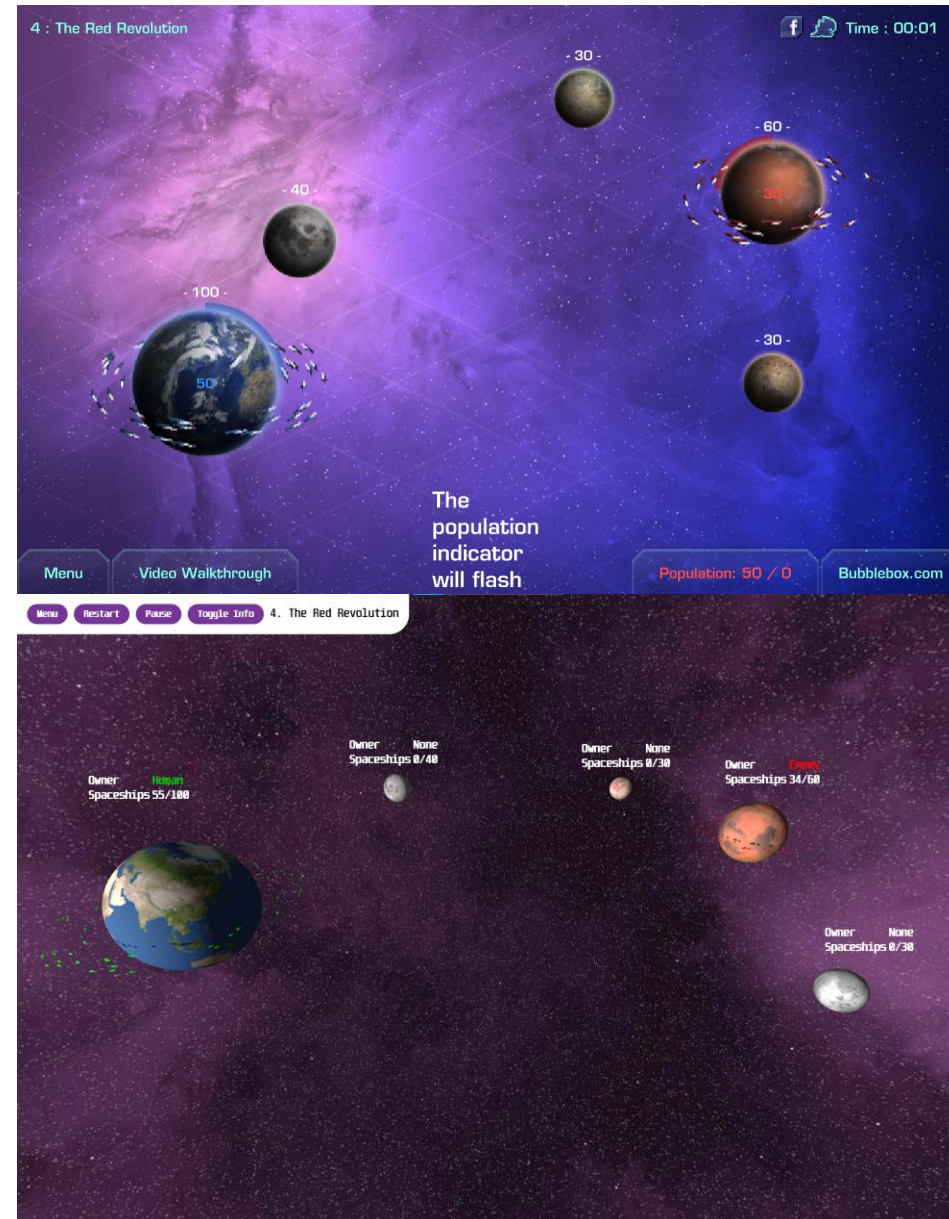 4 : The Red Revolution
f Time : 00:01
- 30 -
- 60 -
30
- 40 -
- 100 -
50
- 30 -
The
population
indicator
will flash
Menu
Video Walkthrough
Population: 50 / 0
Bubblebox.com
Menu Restart Pause Toggle Info 4. The Red Revolution
Owner None
Spaceships 0/40
Owner None
Spaceships 0/30
Owner Enemy
Spaceships 34/60
Owner Human
Spaceships 55/100
Owner None
Spaceships 0/30